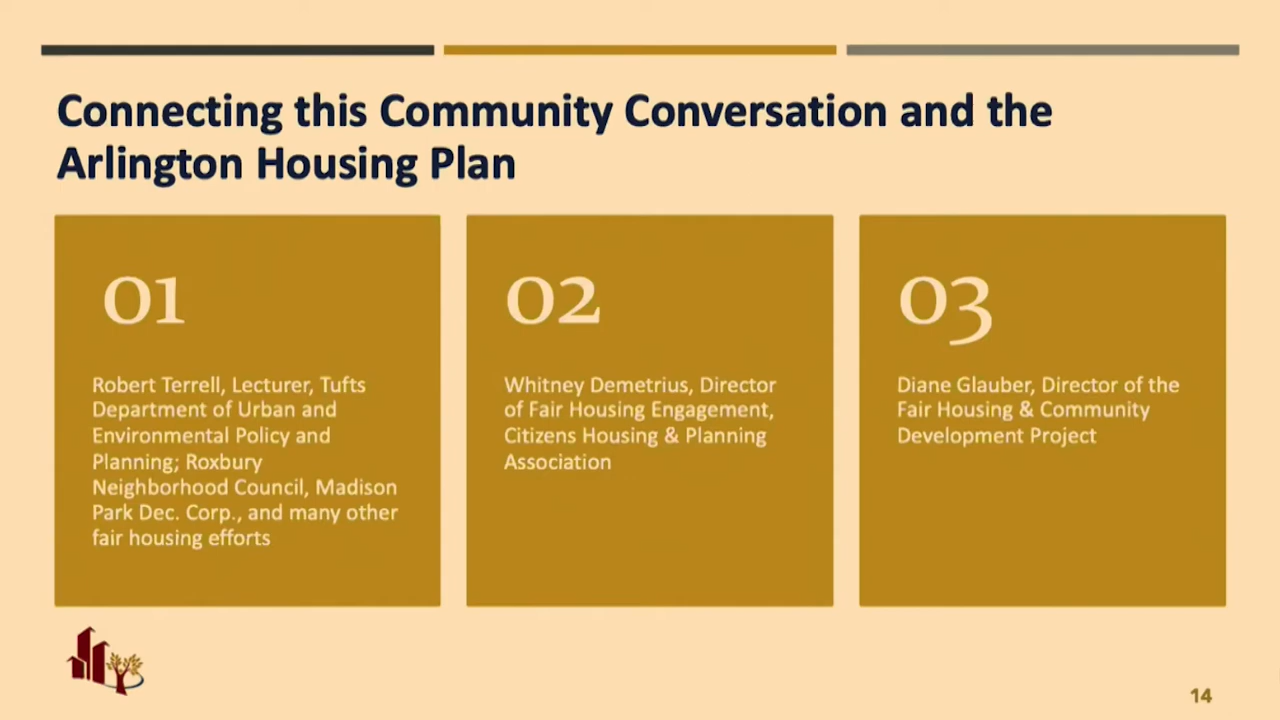 Connecting this Community Conversation and the
Arlington Housing Plan
01
Robert Terrell, Lecturer, Tufts
Department of Urban and
Environmental Policy and
Planning; Roxbury
Neighborhood Council, Madison
Park Dec. Corp., and many other
fair housing efforts
02
Whitney Demetrius, Director
of Fair Housing Engagement,
Citizens Housing & Planning
Association
03
Diane Glauber, Director of the
Fair Housing & Community
Development Project
14